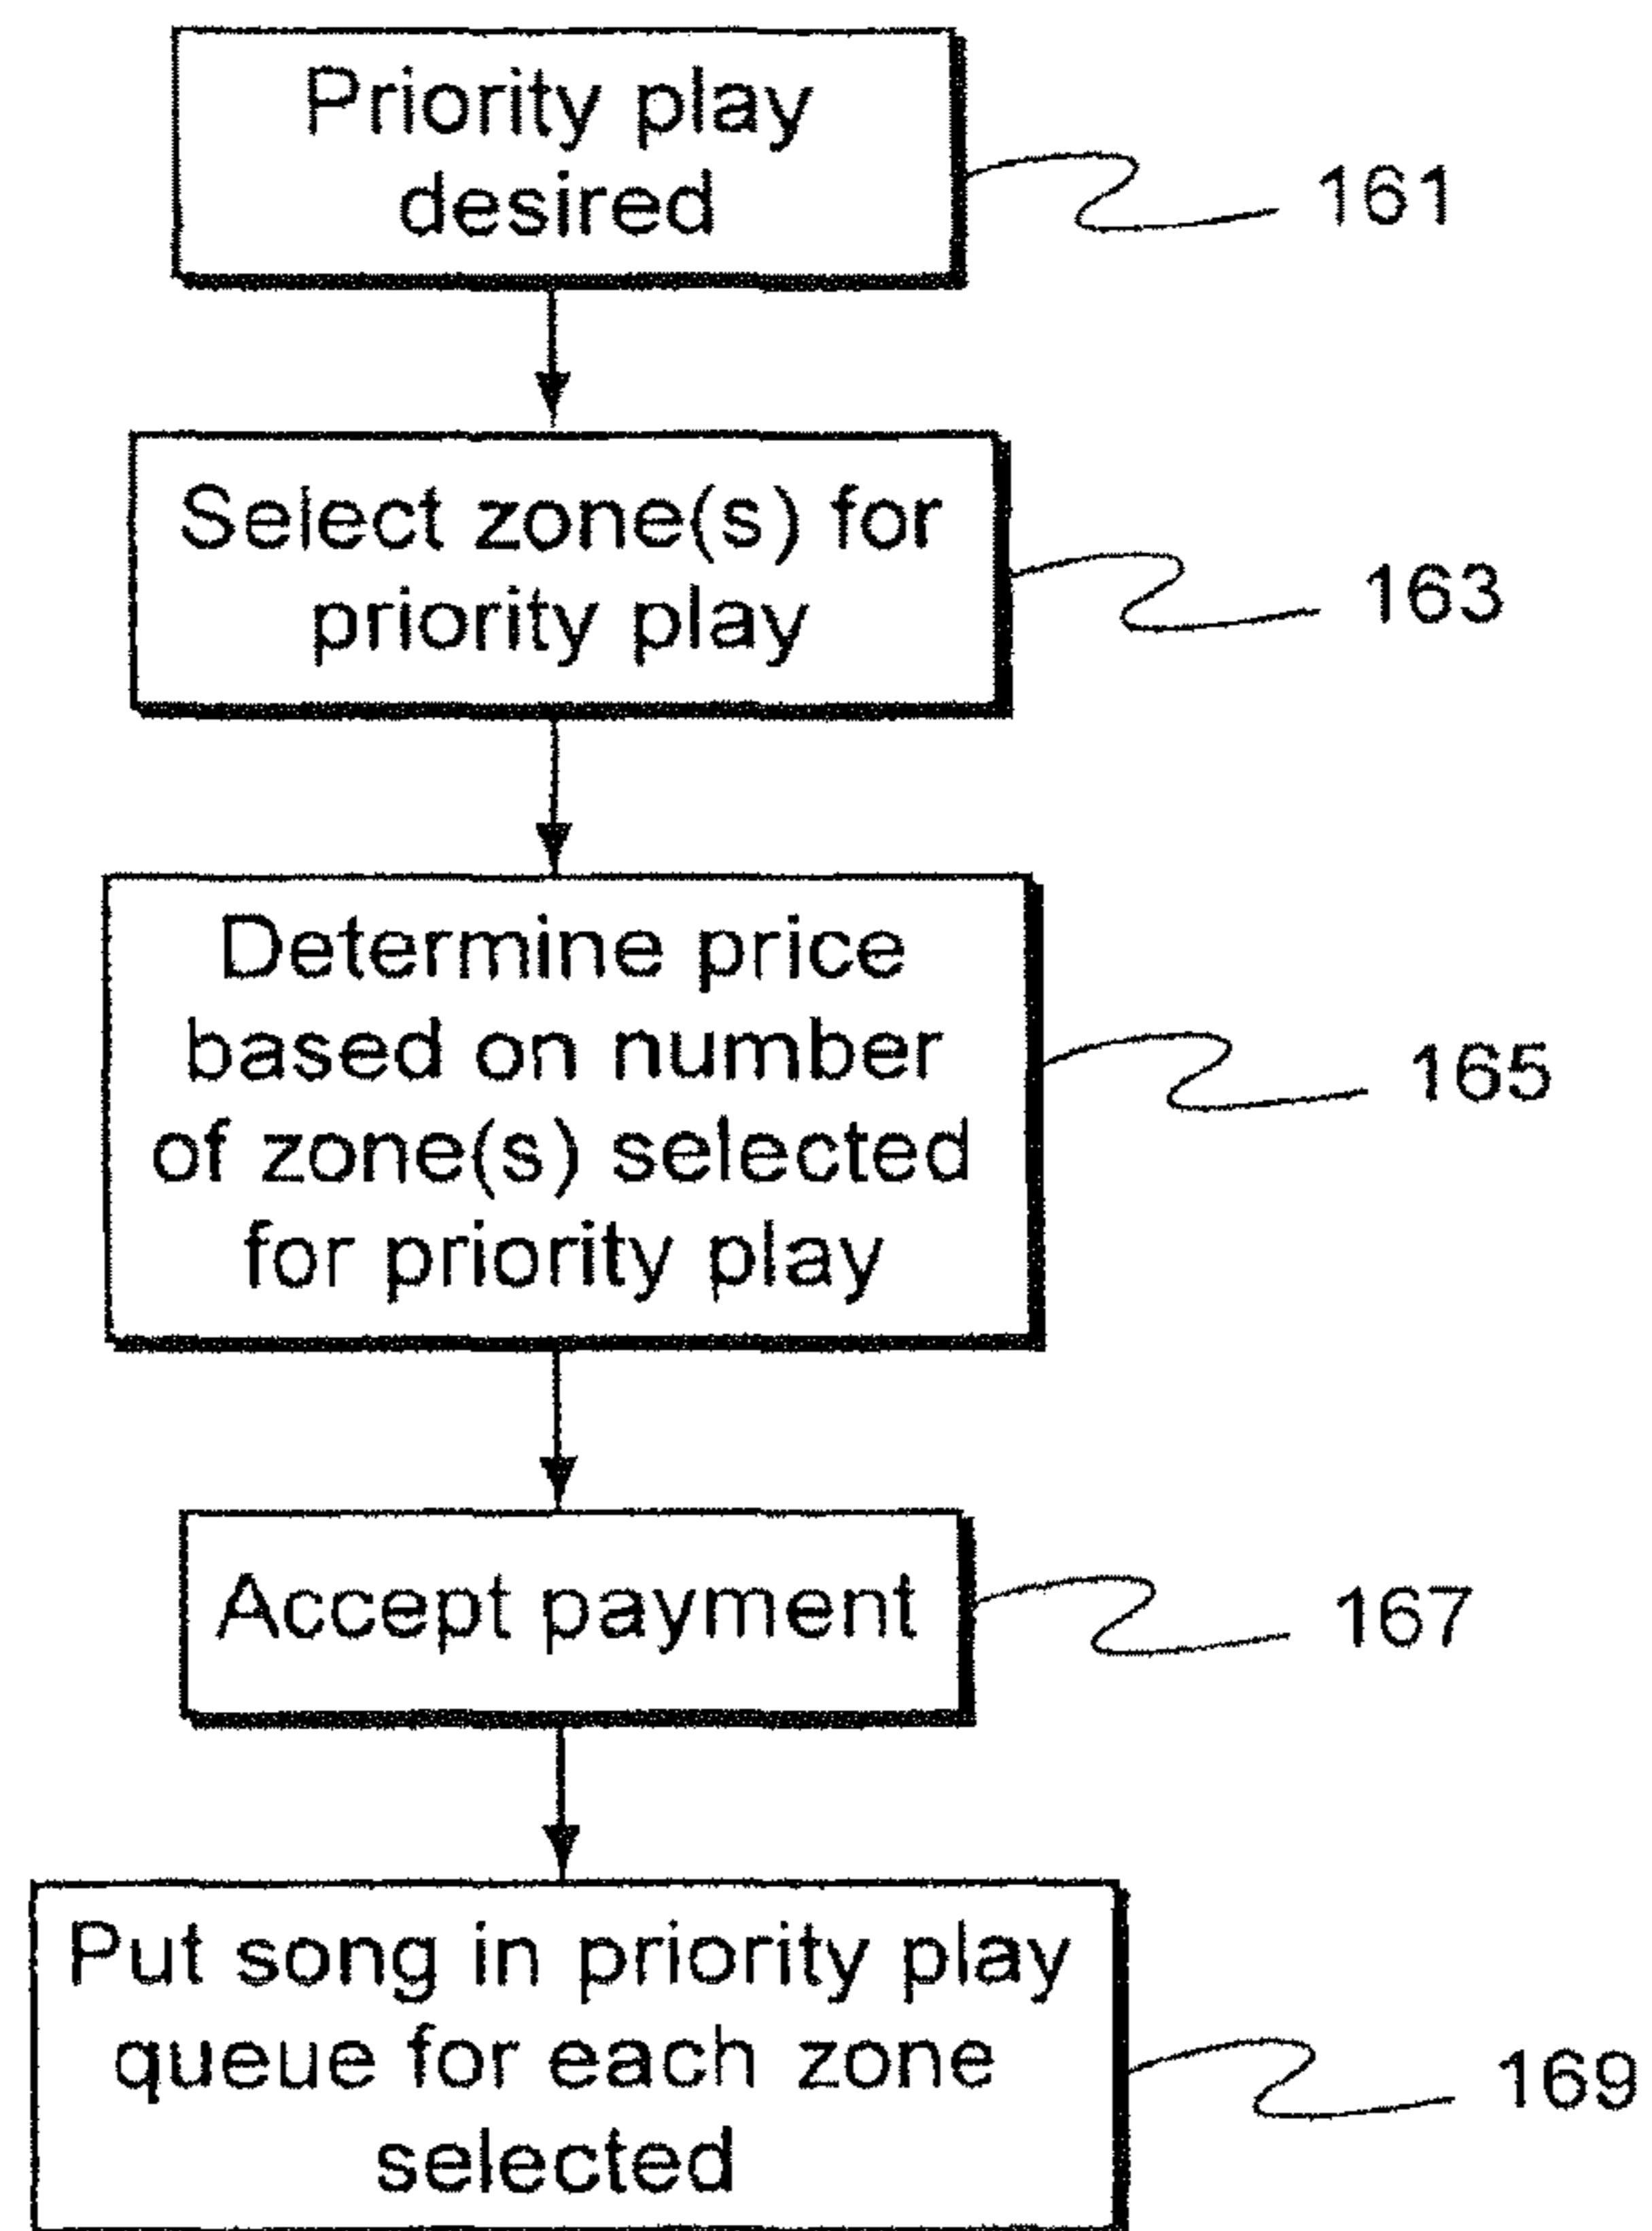 Priority play
desired
161
Select zone(s) for
priority play
163
Determine price
based on number
of zone(s) selected
for priority play
165
Accept payment
167
Put song in priority play
queue for each zone
selected
169